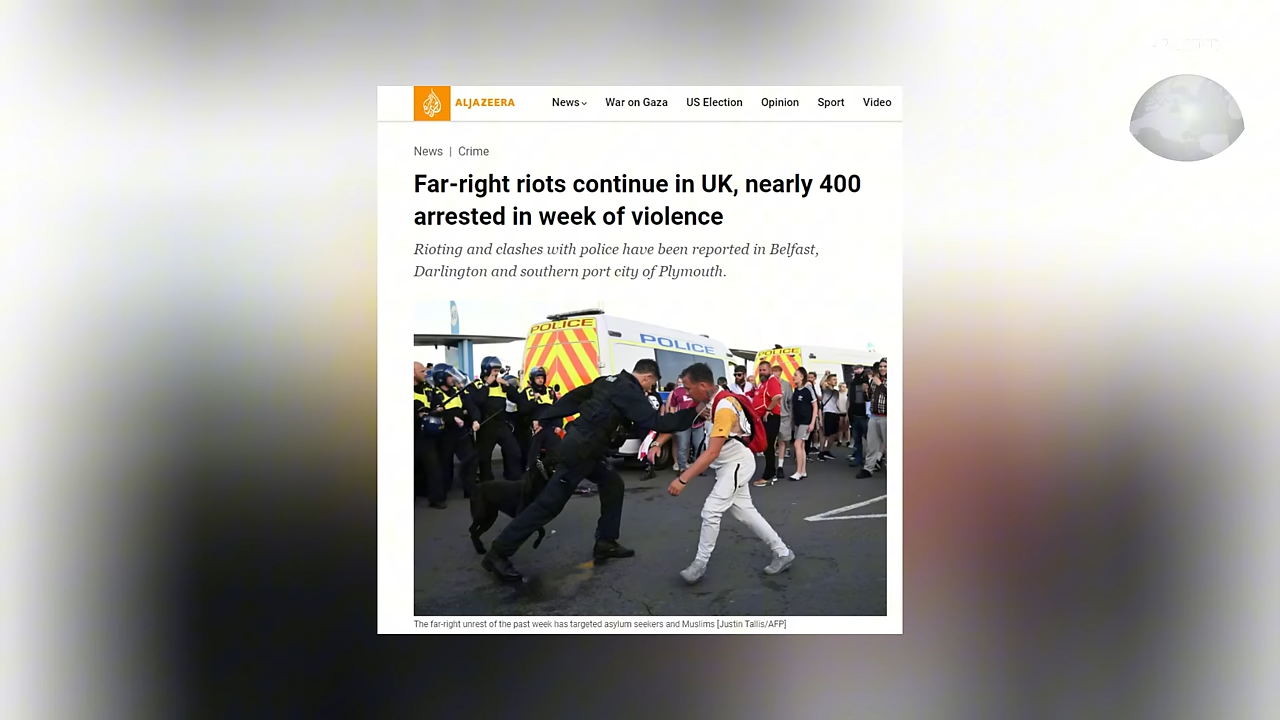 ALJAZEERA
News War on Gaza US Election Opinion Sport Video
News | Crime
Far-right riots continue in UK, nearly 400
arrested in week of violence
Rioting and clashes with police have been reported in Belfast,
Darlington and southern port city of Plymouth.
POLICE
POLICE
POLICE
The far-right unrest of the past week has targeted asylum seekers and Muslims [Justin Tallis/AFP]